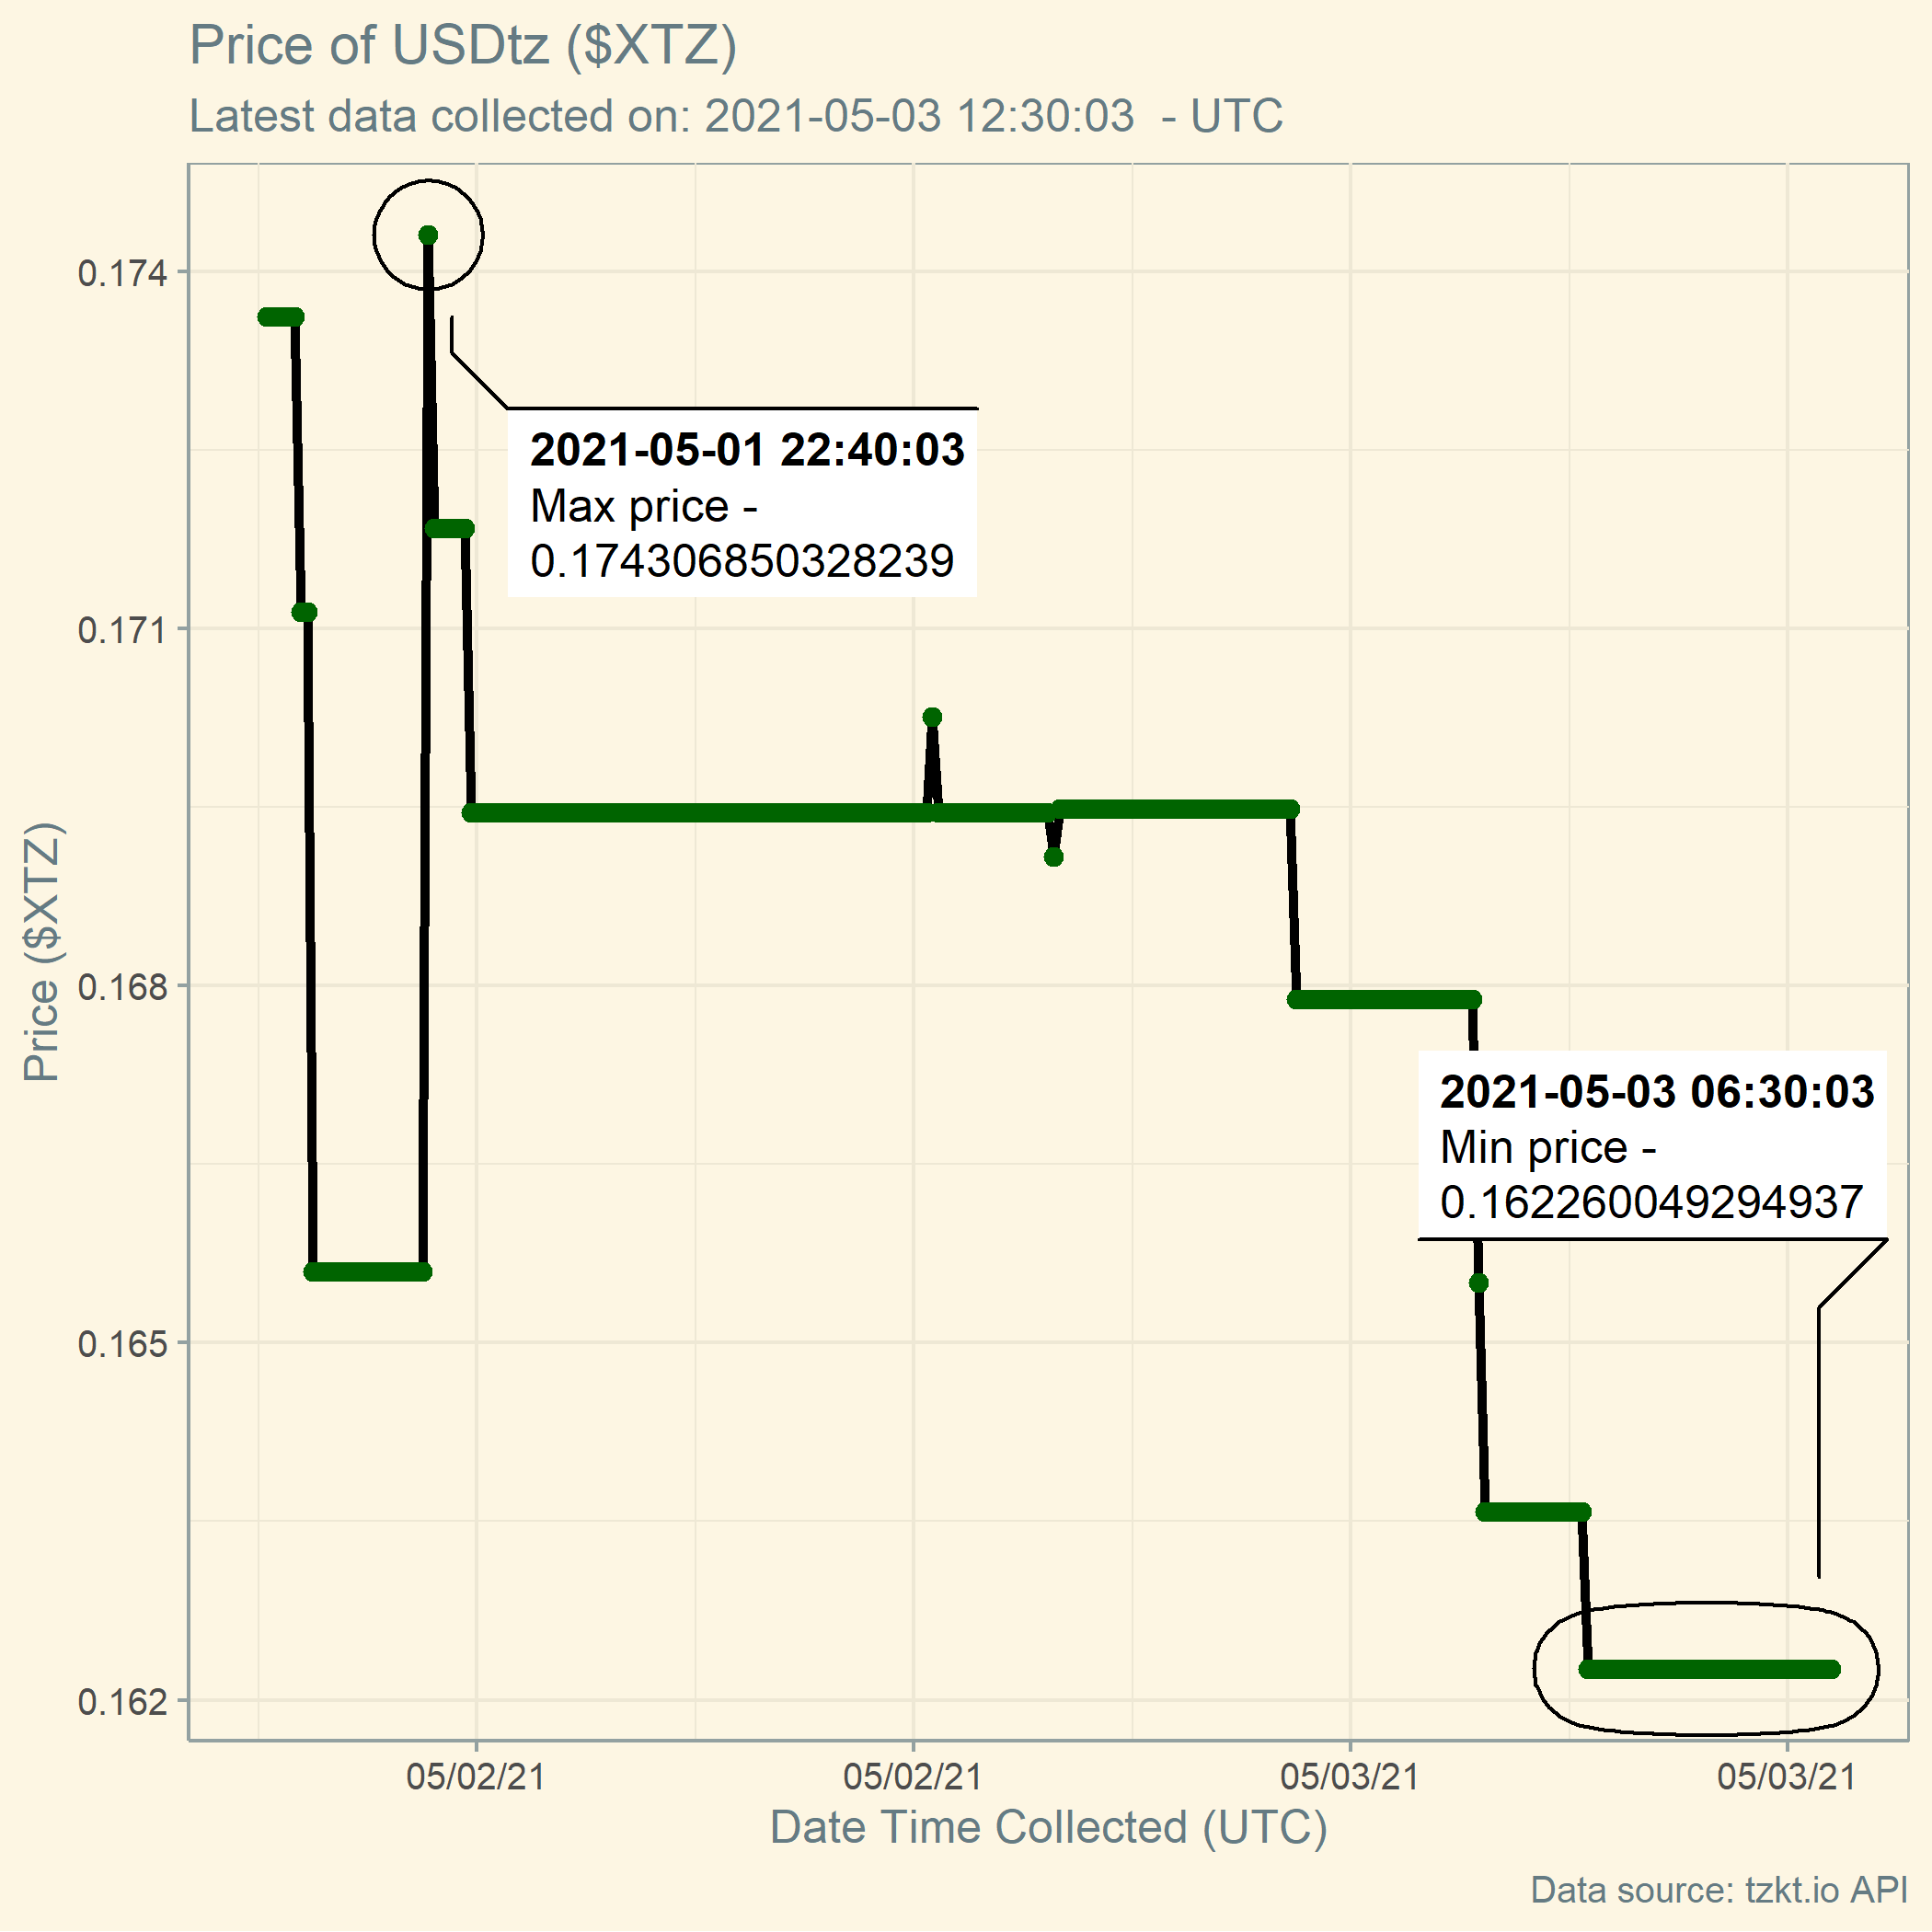 Price of USDtz ($XTZ)
Latest data collected on: 2021-05-03 12:30:03  - UTC
Price ($XTZ)
0.174
0.171
0.168
0.165
0.162
2021-05-01 22:40:03
Max price -
0.174306850328239
2021-05-03 06:30:03
Min price -
0.162260049294937
05/02/21
05/02/21
05/03/21
05/03/21
Date Time Collected (UTC)
Data source: tzkt.io API